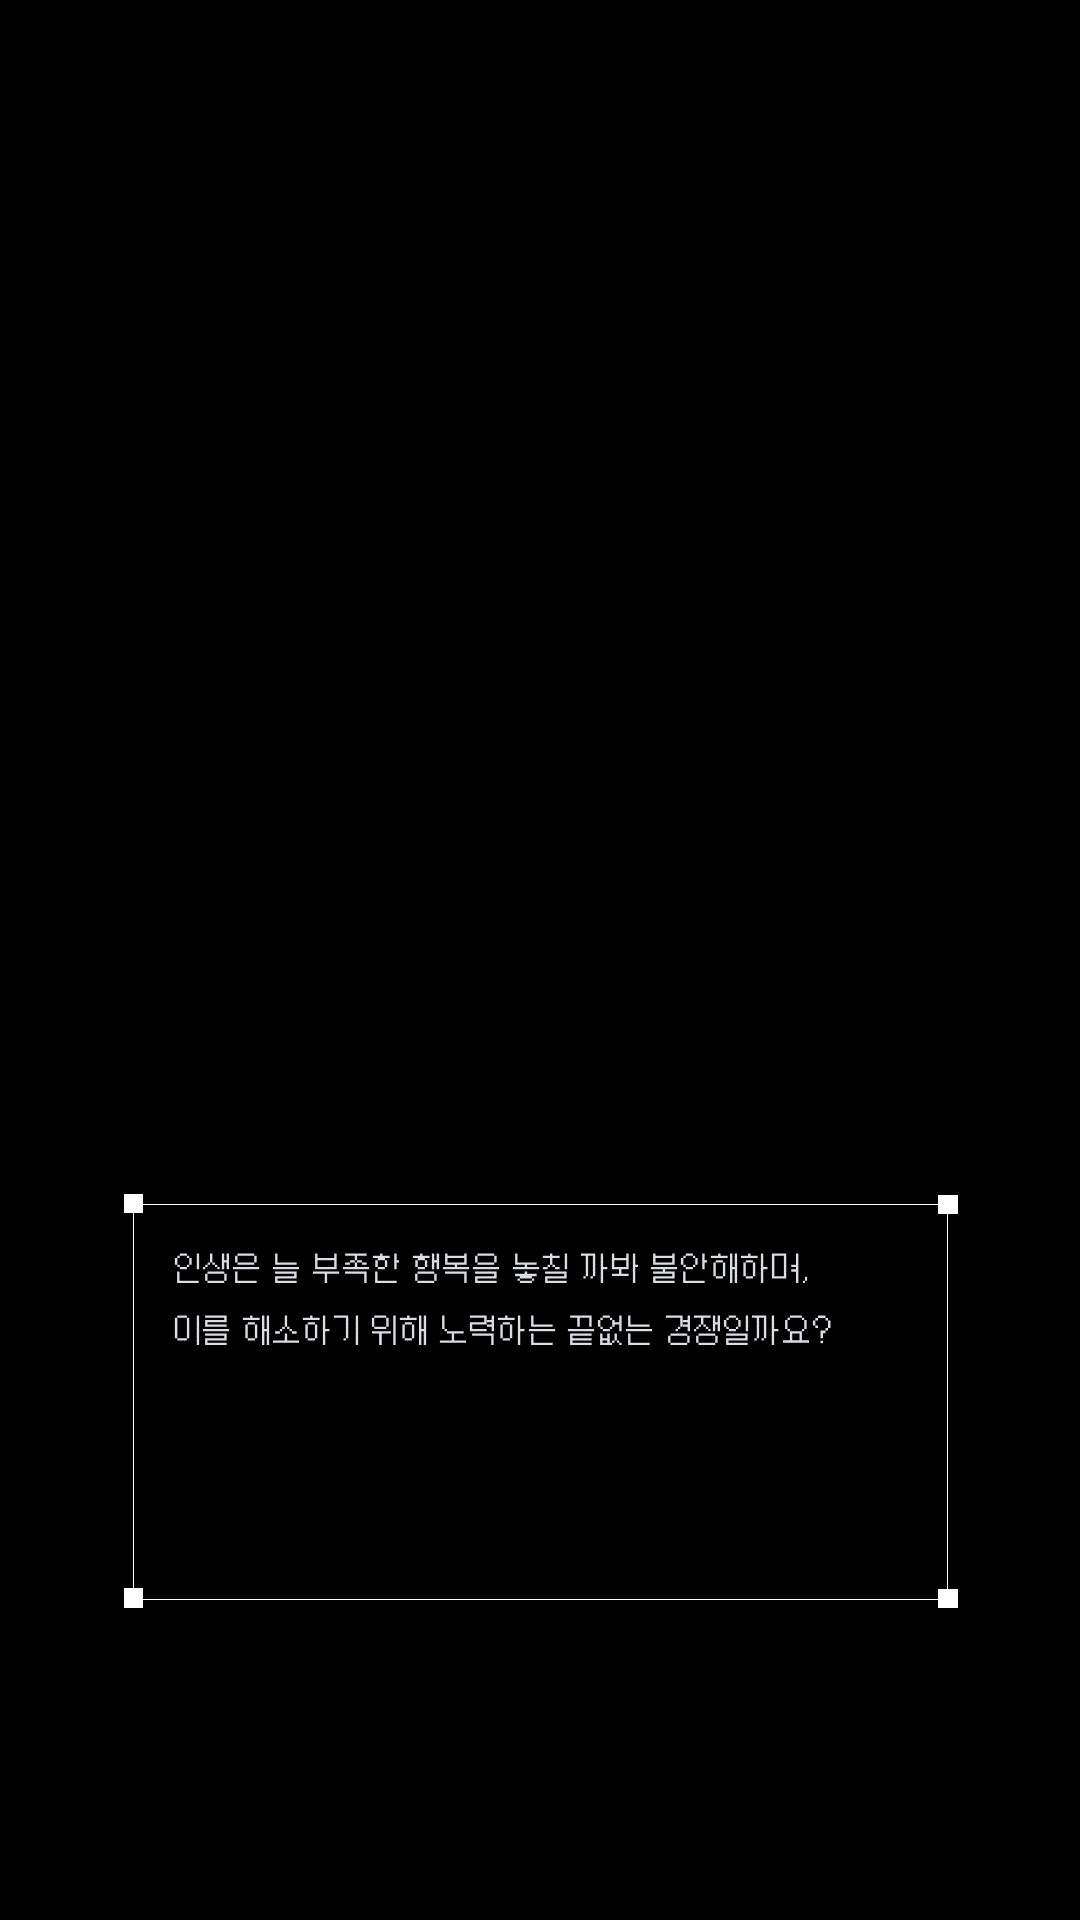 인생은 늘 부족한 행복을 놓칠 까봐 불안해하며,
이를 해소하기 위해 노력하는 끝없는 경쟁일까요?